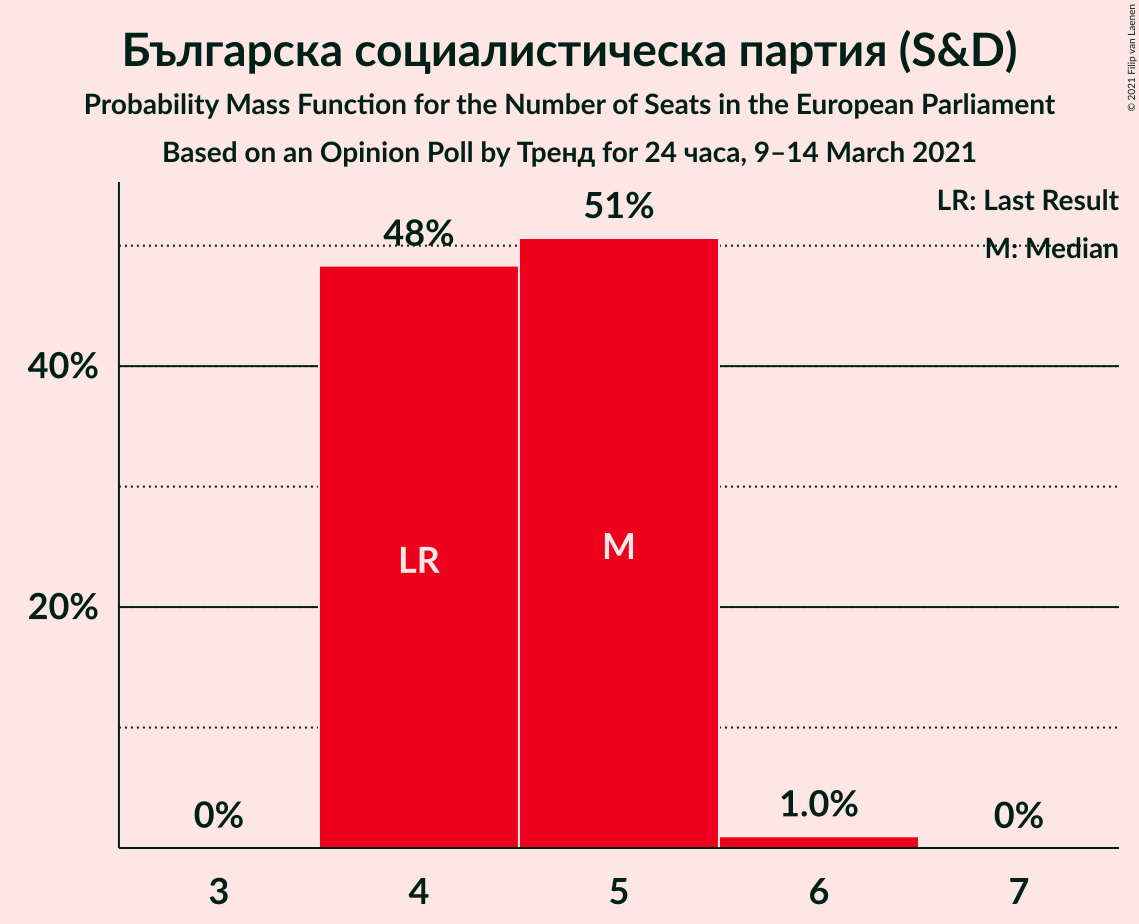 Българска социалистическа партия (S&D)
Probability Mass Function for the Number of Seats in the European Parliament
Based on an Opinion Poll by Тренд for 24 часа, 9–14 March 2021
© 2021 Filip van Laenen
LR: Last Result
M: Median
51%
48%
40%
20%
LR
M
0%
1.0%
0%
3
4
5
6
7